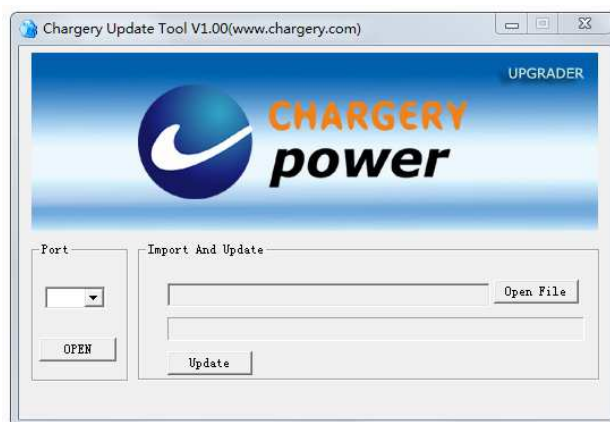 Chargery Update Tool V1.00(www.chargery.com)
UPGRADER
CHARGERY
power
Port
Import And Update
Open File
OPEN
Update